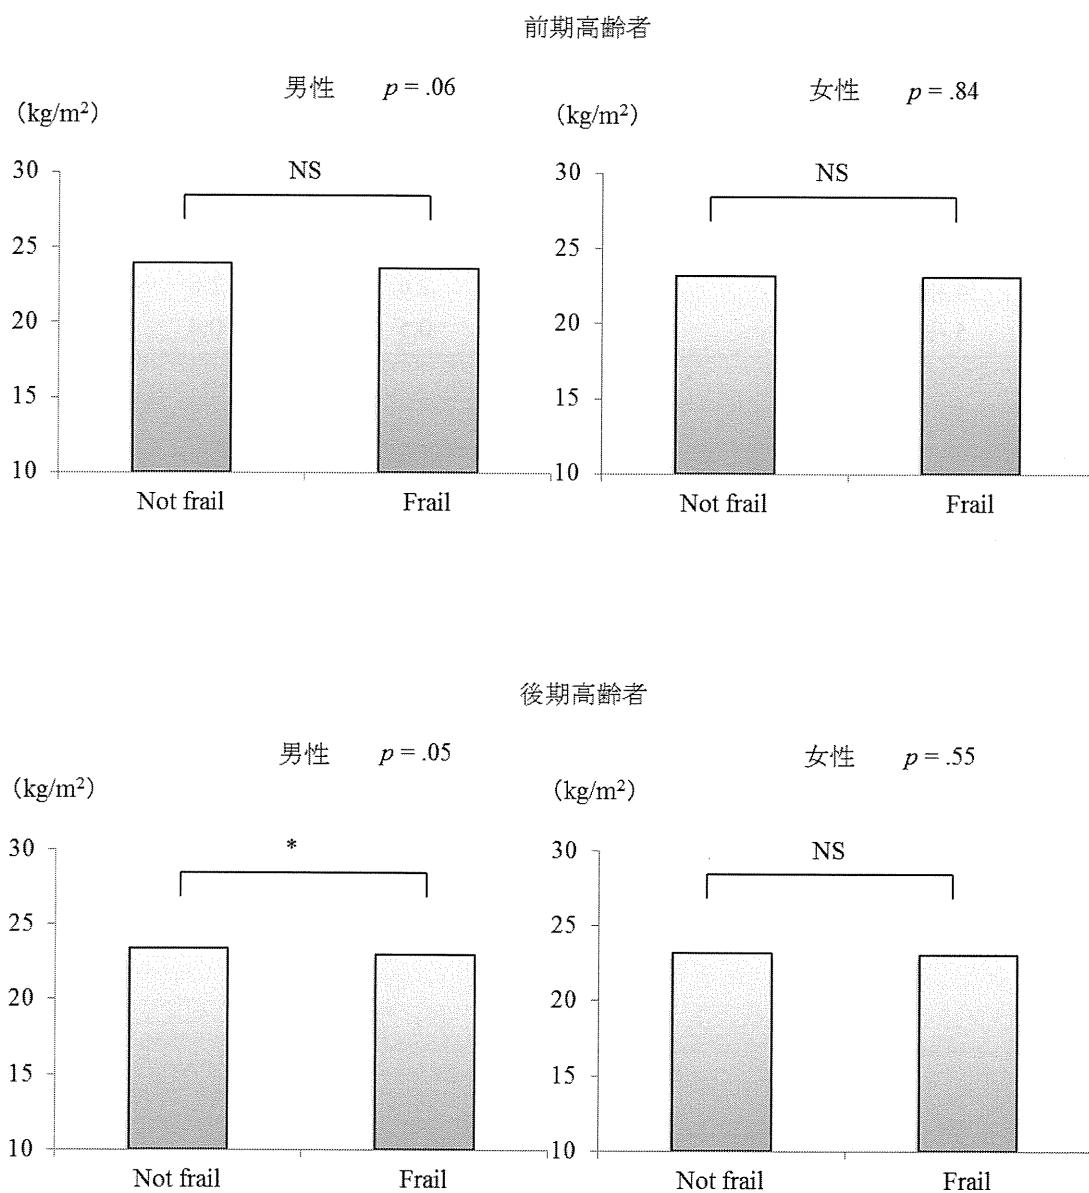 前期高齢者
男性 p = .06
女性 p = .84
（kg/m²）
（kg/m²）
NS
NS
30
25
20
15
10
30
25
20
15
10
Not frail
Frail
Not frail
Frail
後期高齢者
男性 p = .05
女性 p = .55
（kg/m²）
（kg/m²）
*
NS
30
25
20
15
10
30
25
20
15
10
Not frail
Frail
Not frail
Frail